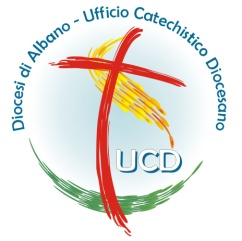 Diocesi di Albano - Ufficio Catechistico Diocesano
UCD